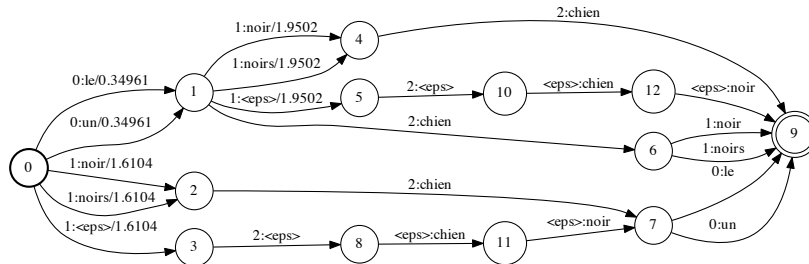 2:chien
1:noir/1.9502
4
1:noirs/1.9502
0:le/0.34961
1
1:<eps>/1.9502
5
2:<eps>
10
<eps>:chien
12
<eps>:noir
0:un/0.34961
2:chien
1:noir
9
6
1:noirs
0
1:noir/1.6104
0:le
1:noirs/1.6104
2
2:chien
1:<eps>/1.6104
7
0:un
3
2:<eps>
8
<eps>:chien
11
<eps>:noir